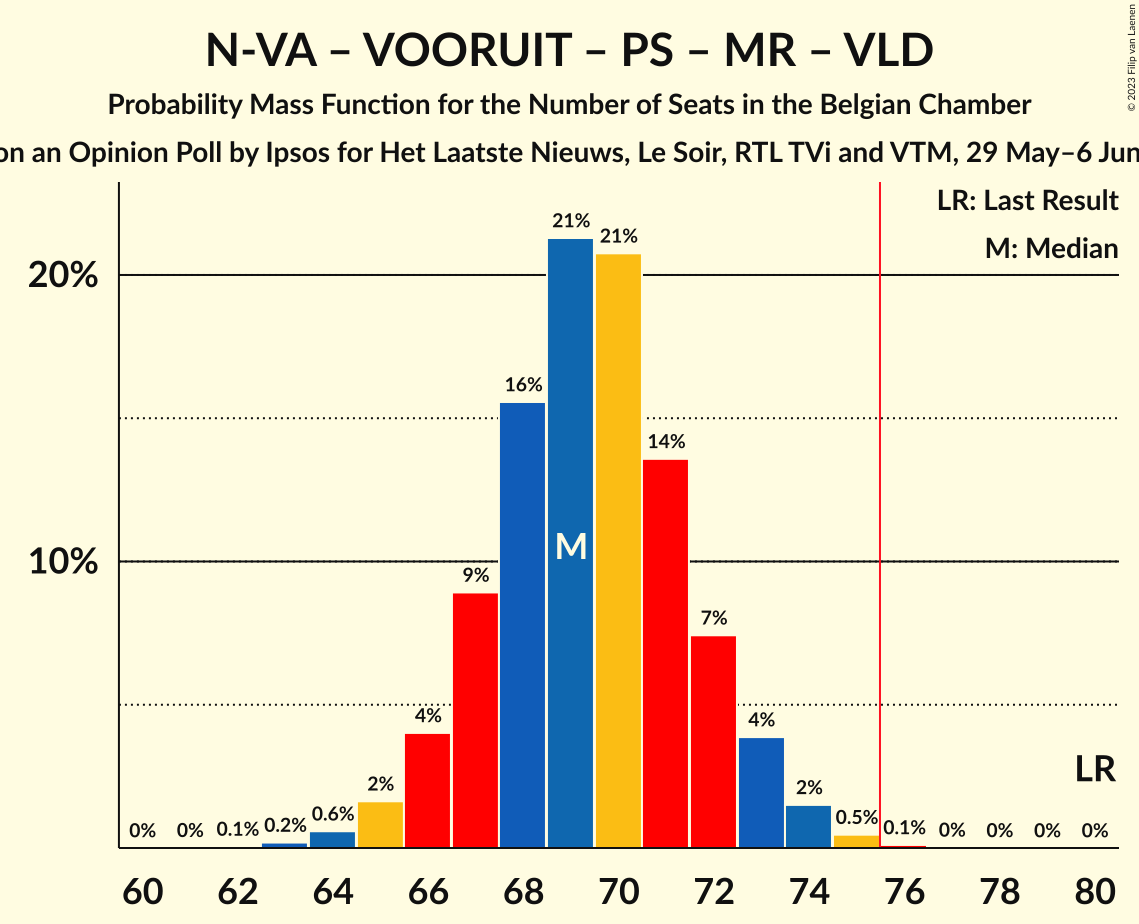 N-VA – VOORUIT – PS – MR – VLD
Probability Mass Function for the Number of Seats in the Belgian Chamber
on an Opinion Poll by Ipsos for Het Laatste Nieuws, Le Soir, RTL TVi and VTM, 29 May–6 Jun
© 2023 Filip van Laenen
LR: Last Result
M: Median
20%
10%
0% 0% 0.1% 0.2% 0.6% 2% 4% 9% 16% 21% 21% 14% 7% 4% 2% 0.5% 0.1% 0% 0% 0% 0%
M
LR
60 62 64 66 68 70 72 74 76 78 80